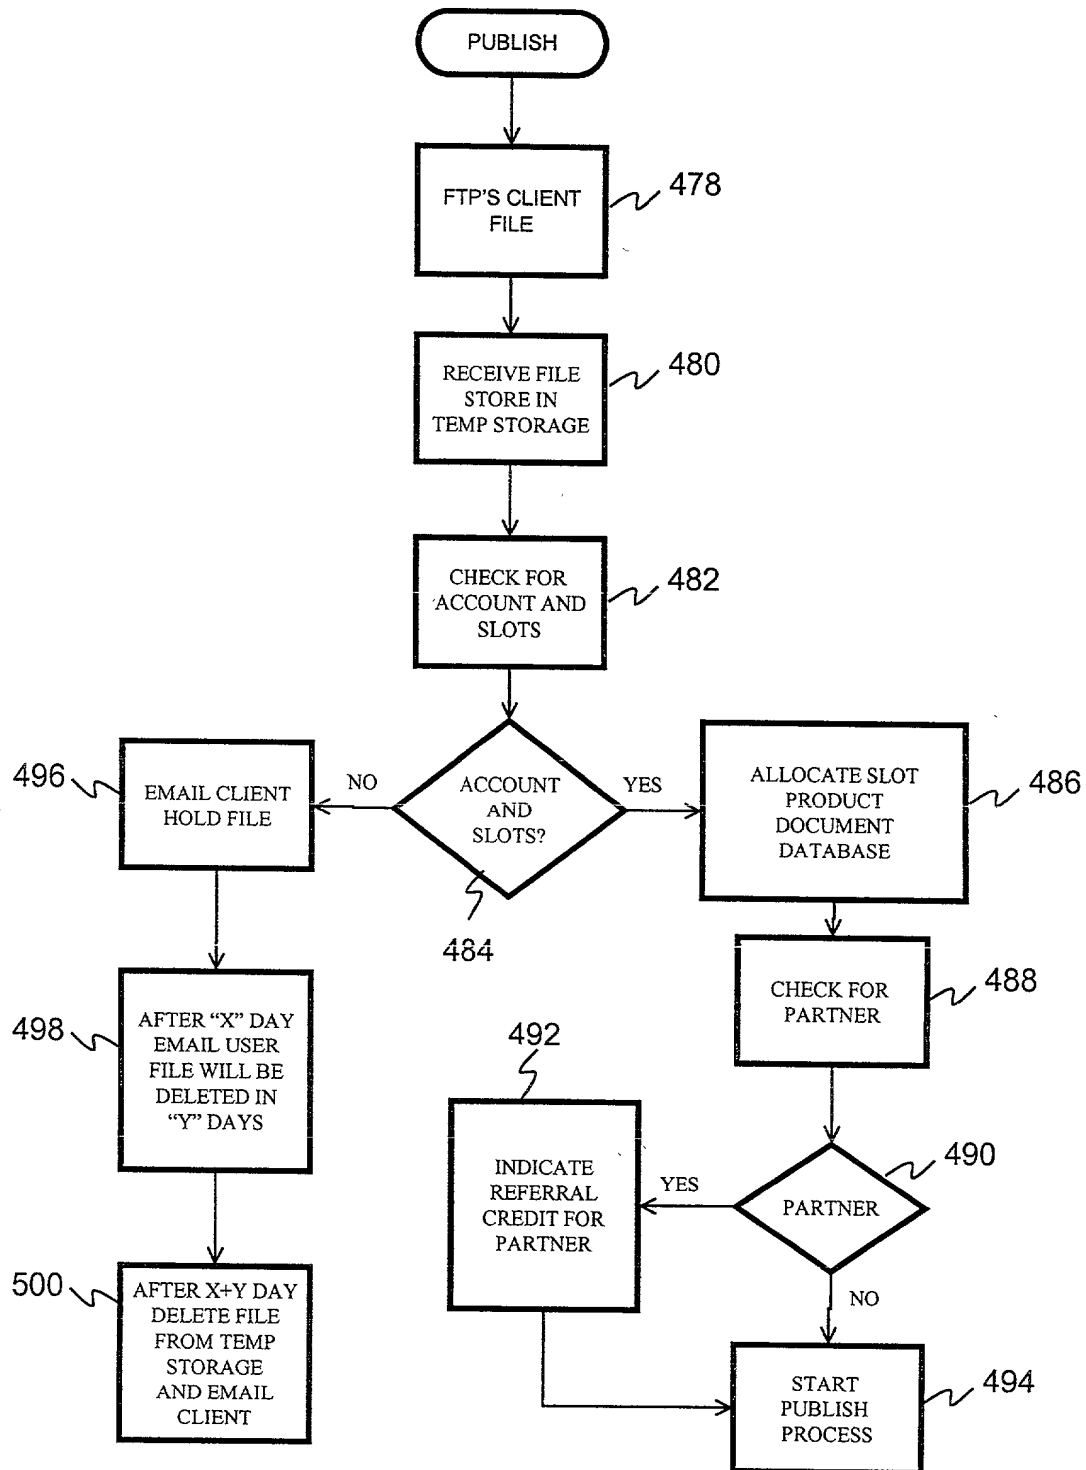 PUBLISH
FTP'S CLIENT
FILE
478
RECEIVE FILE
STORE IN
TEMP STORAGE
480
CHECK FOR
ACCOUNT AND
SLOTS
482
ACCOUNT
AND
SLOTS?
484
NO
YES
496
EMAIL CLIENT
HOLD FILE
ALLOCATE SLOT
PRODUCT
DOCUMENT
DATABASE
486
CHECK FOR
PARTNER
488
498
AFTER “X” DAY
EMAIL USER
FILE WILL BE
DELETED IN
“Y” DAYS
492
INDICATE
REFERRAL
CREDIT FOR
PARTNER
YES
PARTNER
490
NO
500
AFTER X+Y DAY
DELETE FILE
FROM TEMP
STORAGE
AND EMAIL
CLIENT
START
PUBLISH
PROCESS
494